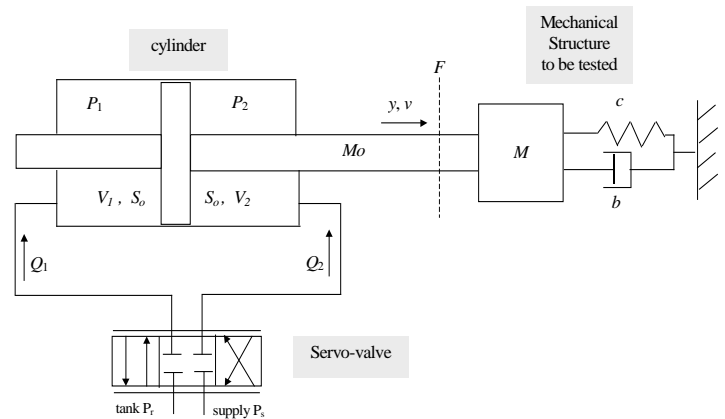 Mechanical
Structure
to be tested
cylinder
F
P1
P2
y, v
c
Mo
M
V1 , So
So, V2
b
Q1
Q2
Servo-valve
tank Pr
supply Ps